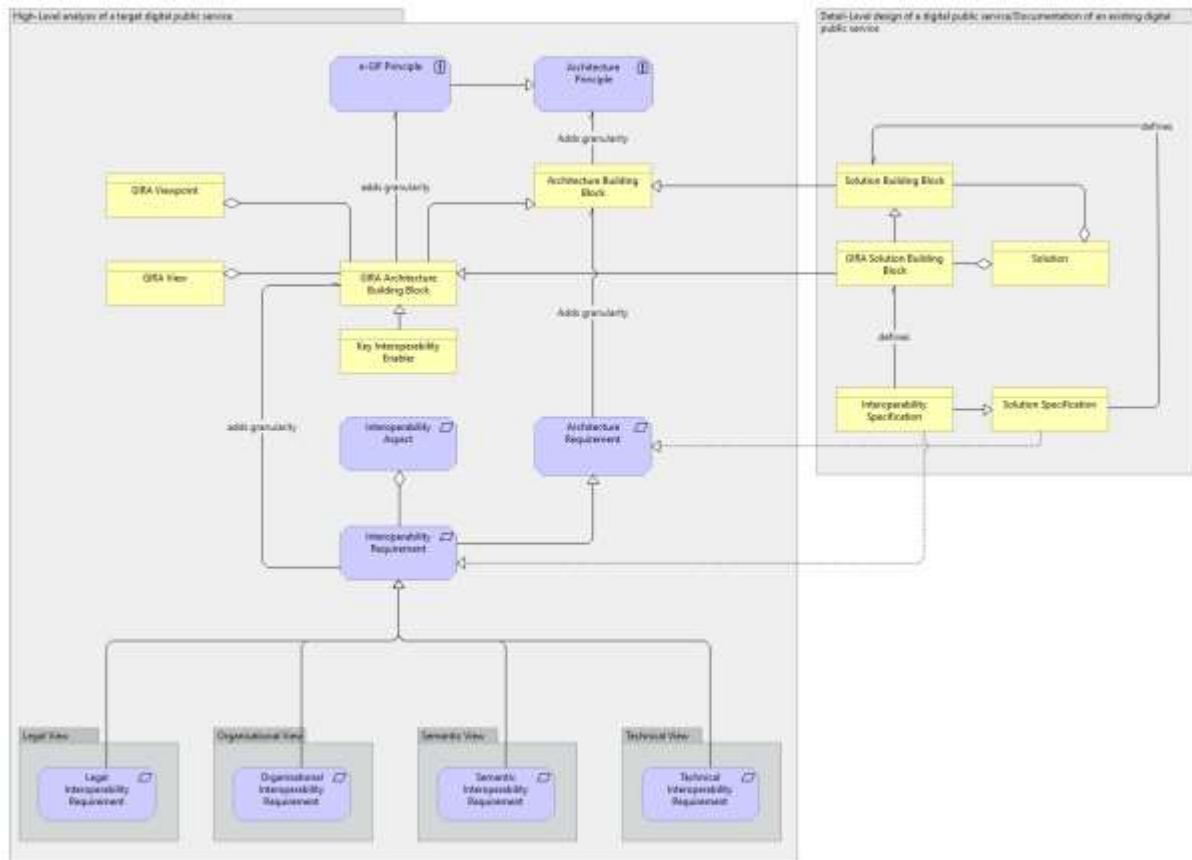 High-Level analysis of a target digital public service
Detail-Level design of a digital public service/Documentation of an existing digital
public service
e-GIF Principle
Architecture
Principle
Adds granularity
defines
GIRA Viewpoint
adds granularity
Architecture Building
Block
Solution Building Block
GIRA View
GIRA Architecture
Building Block
GIRA Solution Building
Block
Solution
Adds granularity
Key Interoperability
Enabler
defines
adds granularity
Interoperability
Aspect
Architecture
Requirement
Interoperability
Specification
Solution Specification
Interoperability
Requirement
Legal View
Organisational View
Semantic View
Technical View
Legal
Interoperability
Requirement
Organisational
Interoperability
Requirement
Semantic
Interoperability
Requirement
Technical
Interoperability
Requirement